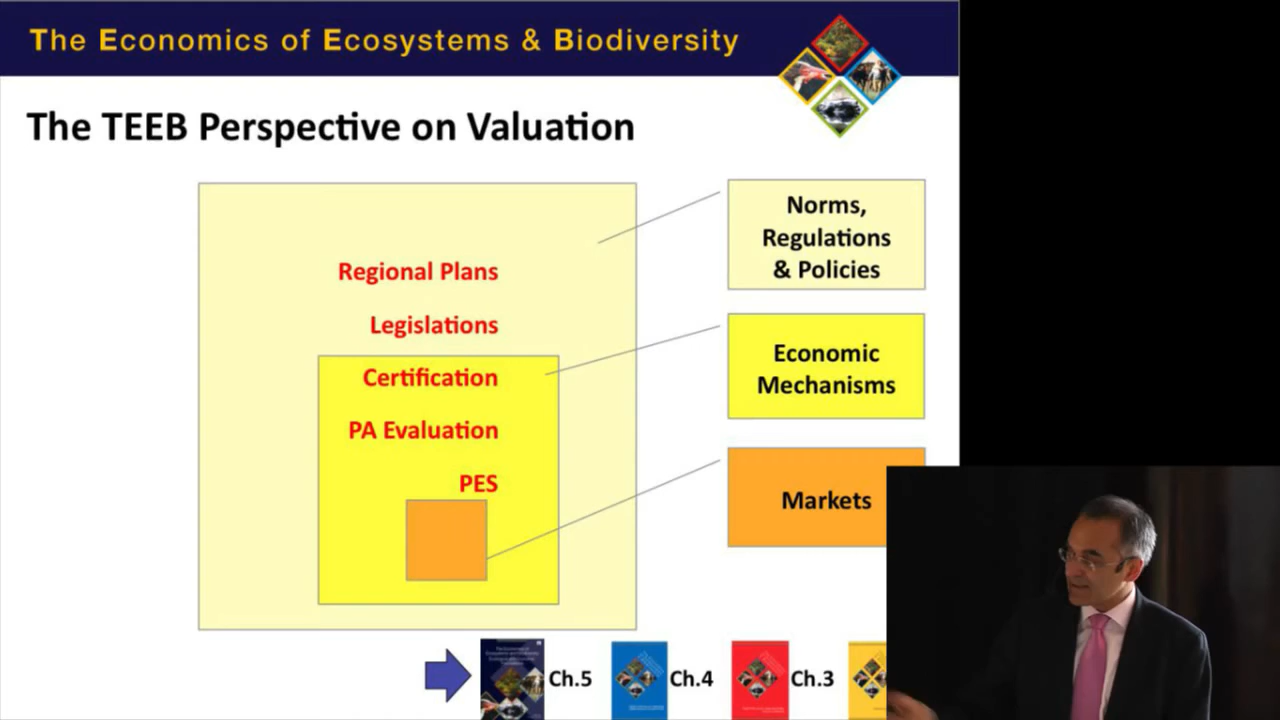 The Economics of Ecosystems & Biodiversity
The TEEB Perspective on Valuation
Regional Plans
Legislations
Certification
PA Evaluation
PES
Norms,
Regulations
& Policies
Economic
Mechanisms
Markets
Ch.5
Ch.4
Ch.3